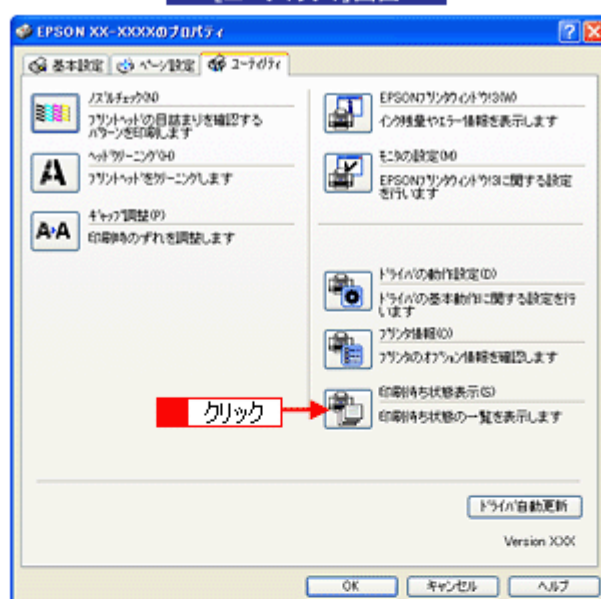 EPSON XX-XXXXのプロパティ
基本設定
ページ設定
ユーティリティ
ノズルチェック(N)
プリントヘッドの目詰まりを確認する
パターンを印刷します
ヘッドクリーニング(H)
プリントヘッドをクリーニングします
ギャップ調整(P)
印刷時のずれを調整します
EPSONプリンタウィンドウ!3(W)
インク残量やエラー情報を表示します
モニタの設定(M)
EPSONプリンタウィンドウ!3に関する設定
を行います
ドライバの動作設定(D)
ドライバの基本動作に関する設定を行
います
プリンタ情報(O)
プリンタのオプション情報を確認します
印刷待ち状態表示(S)
印刷待ち状態の一覧を表示します
クリック
ドライバ自動更新
Version XXX
OK
キャンセル
ヘルプ